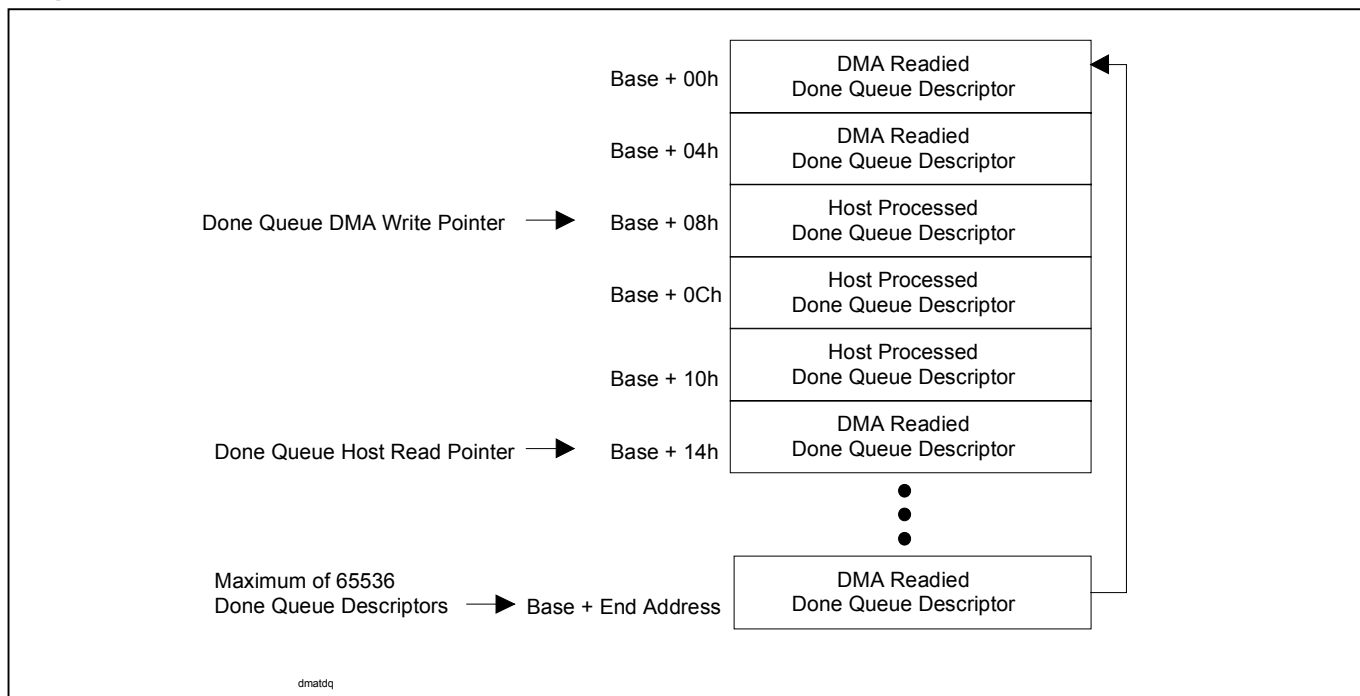 Base + 00h
DMA Readied
Done Queue Descriptor
Base + 04h
DMA Readied
Done Queue Descriptor
Done Queue DMA Write Pointer
Base + 08h
Host Processed
Done Queue Descriptor
Base + 0Ch
Host Processed
Done Queue Descriptor
Base + 10h
Host Processed
Done Queue Descriptor
Done Queue Host Read Pointer
Base + 14h
DMA Readied
Done Queue Descriptor
Maximum of 65536
Done Queue Descriptors
Base + End Address
DMA Readied
Done Queue Descriptor
dmatdq